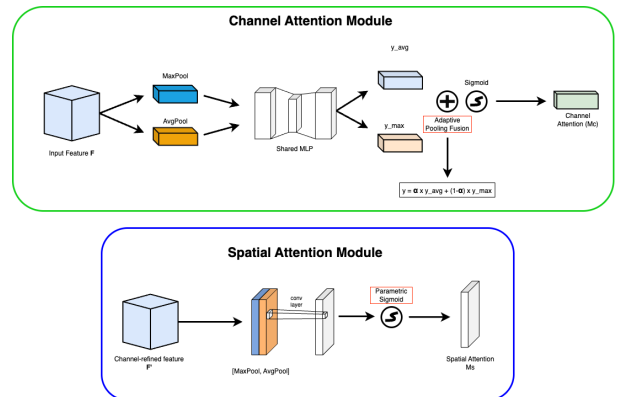 Channel Attention Module
y_avg
MaxPool
Sigmoid
AvgPool
y_max
Adaptive
Pooling Fusion
Channel
Attention (Mc)
Shared MLP
Input Feature F
y = α x y_avg + (1-α) x y_max
Spatial Attention Module
Parametric
Sigmoid
conv
layer
Channel-refined feature
F'
[MaxPool, AvgPool]
Spatial Attention
Ms